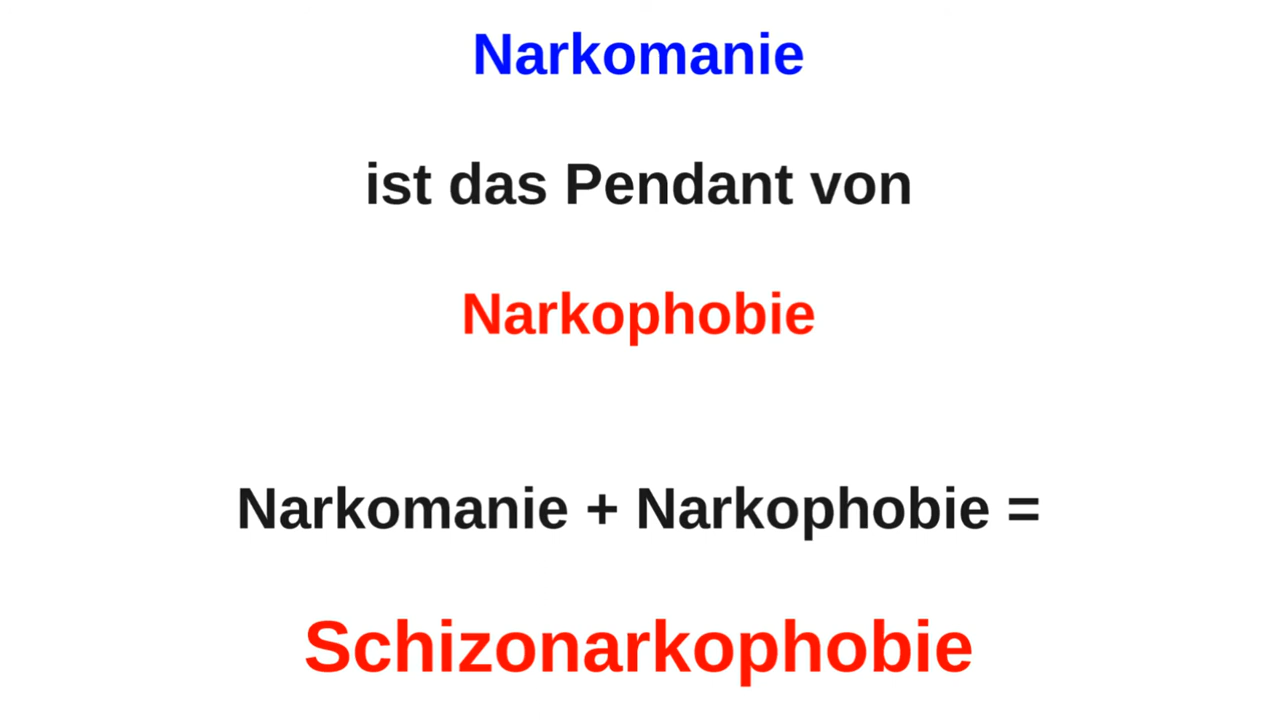 Narkomanie
ist das Pendant von
Narkophobie
Narkomanie + Narkophobie =
Schizonarkophobie